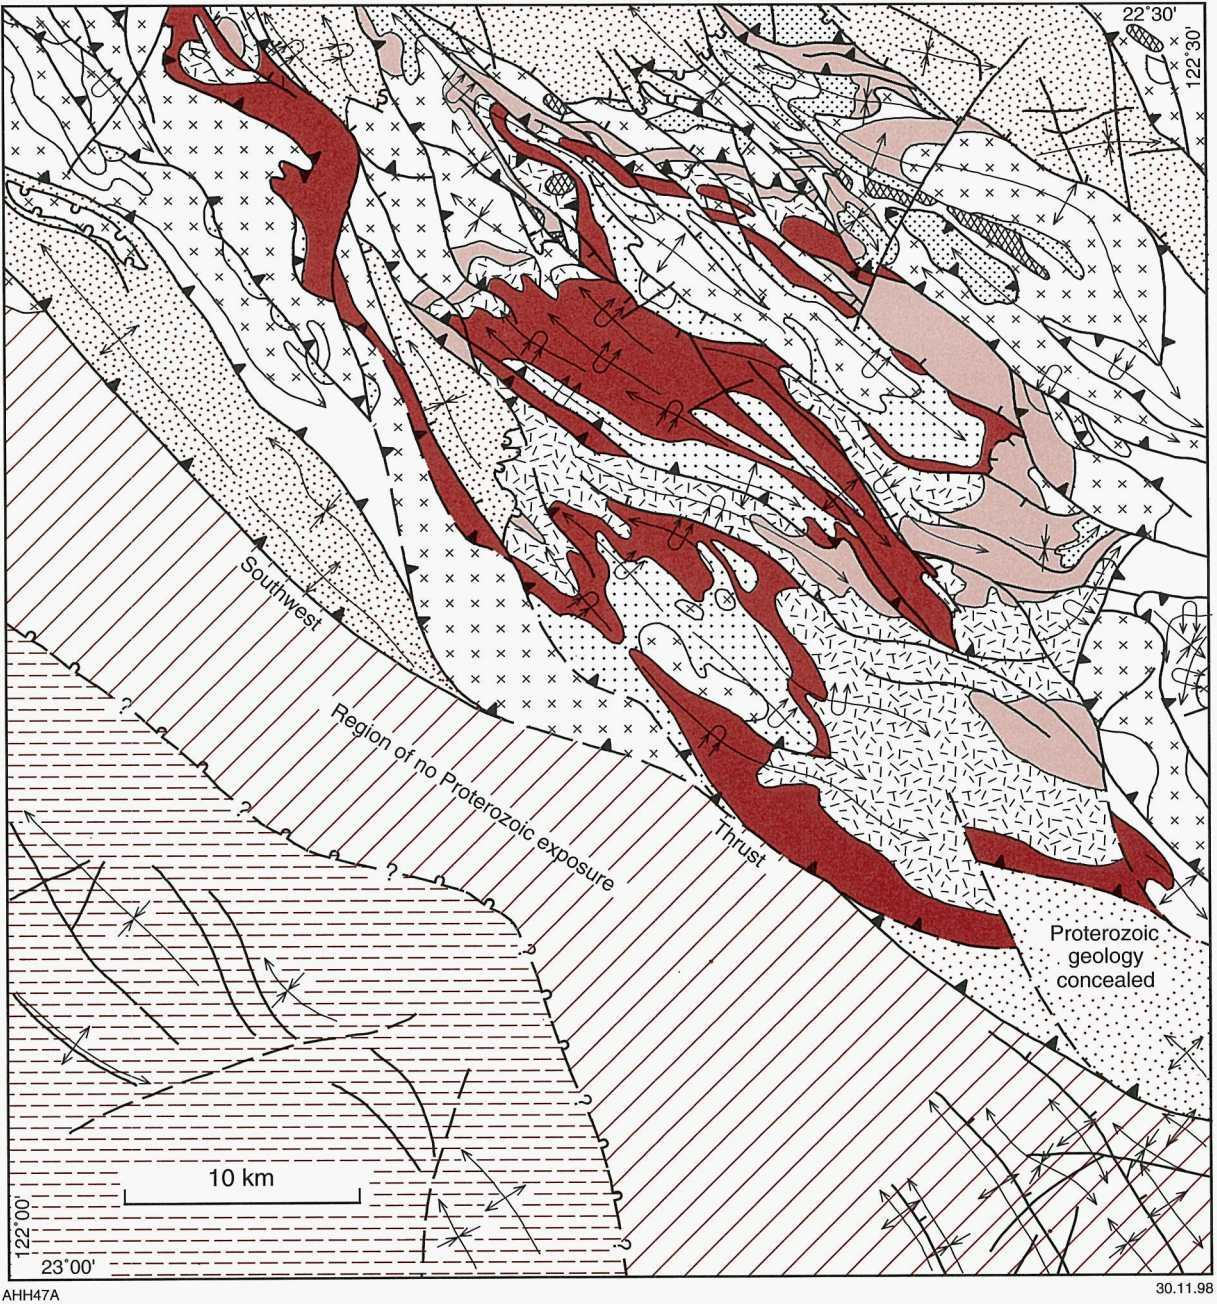 22°30'
122°30'
Southwest
Region of no Proterozoic exposure
Thrust
Proterozoic
geology
concealed
?
?
?
?
?
?
10 km
122°00'
23°00'
AHH47A
30.11.98